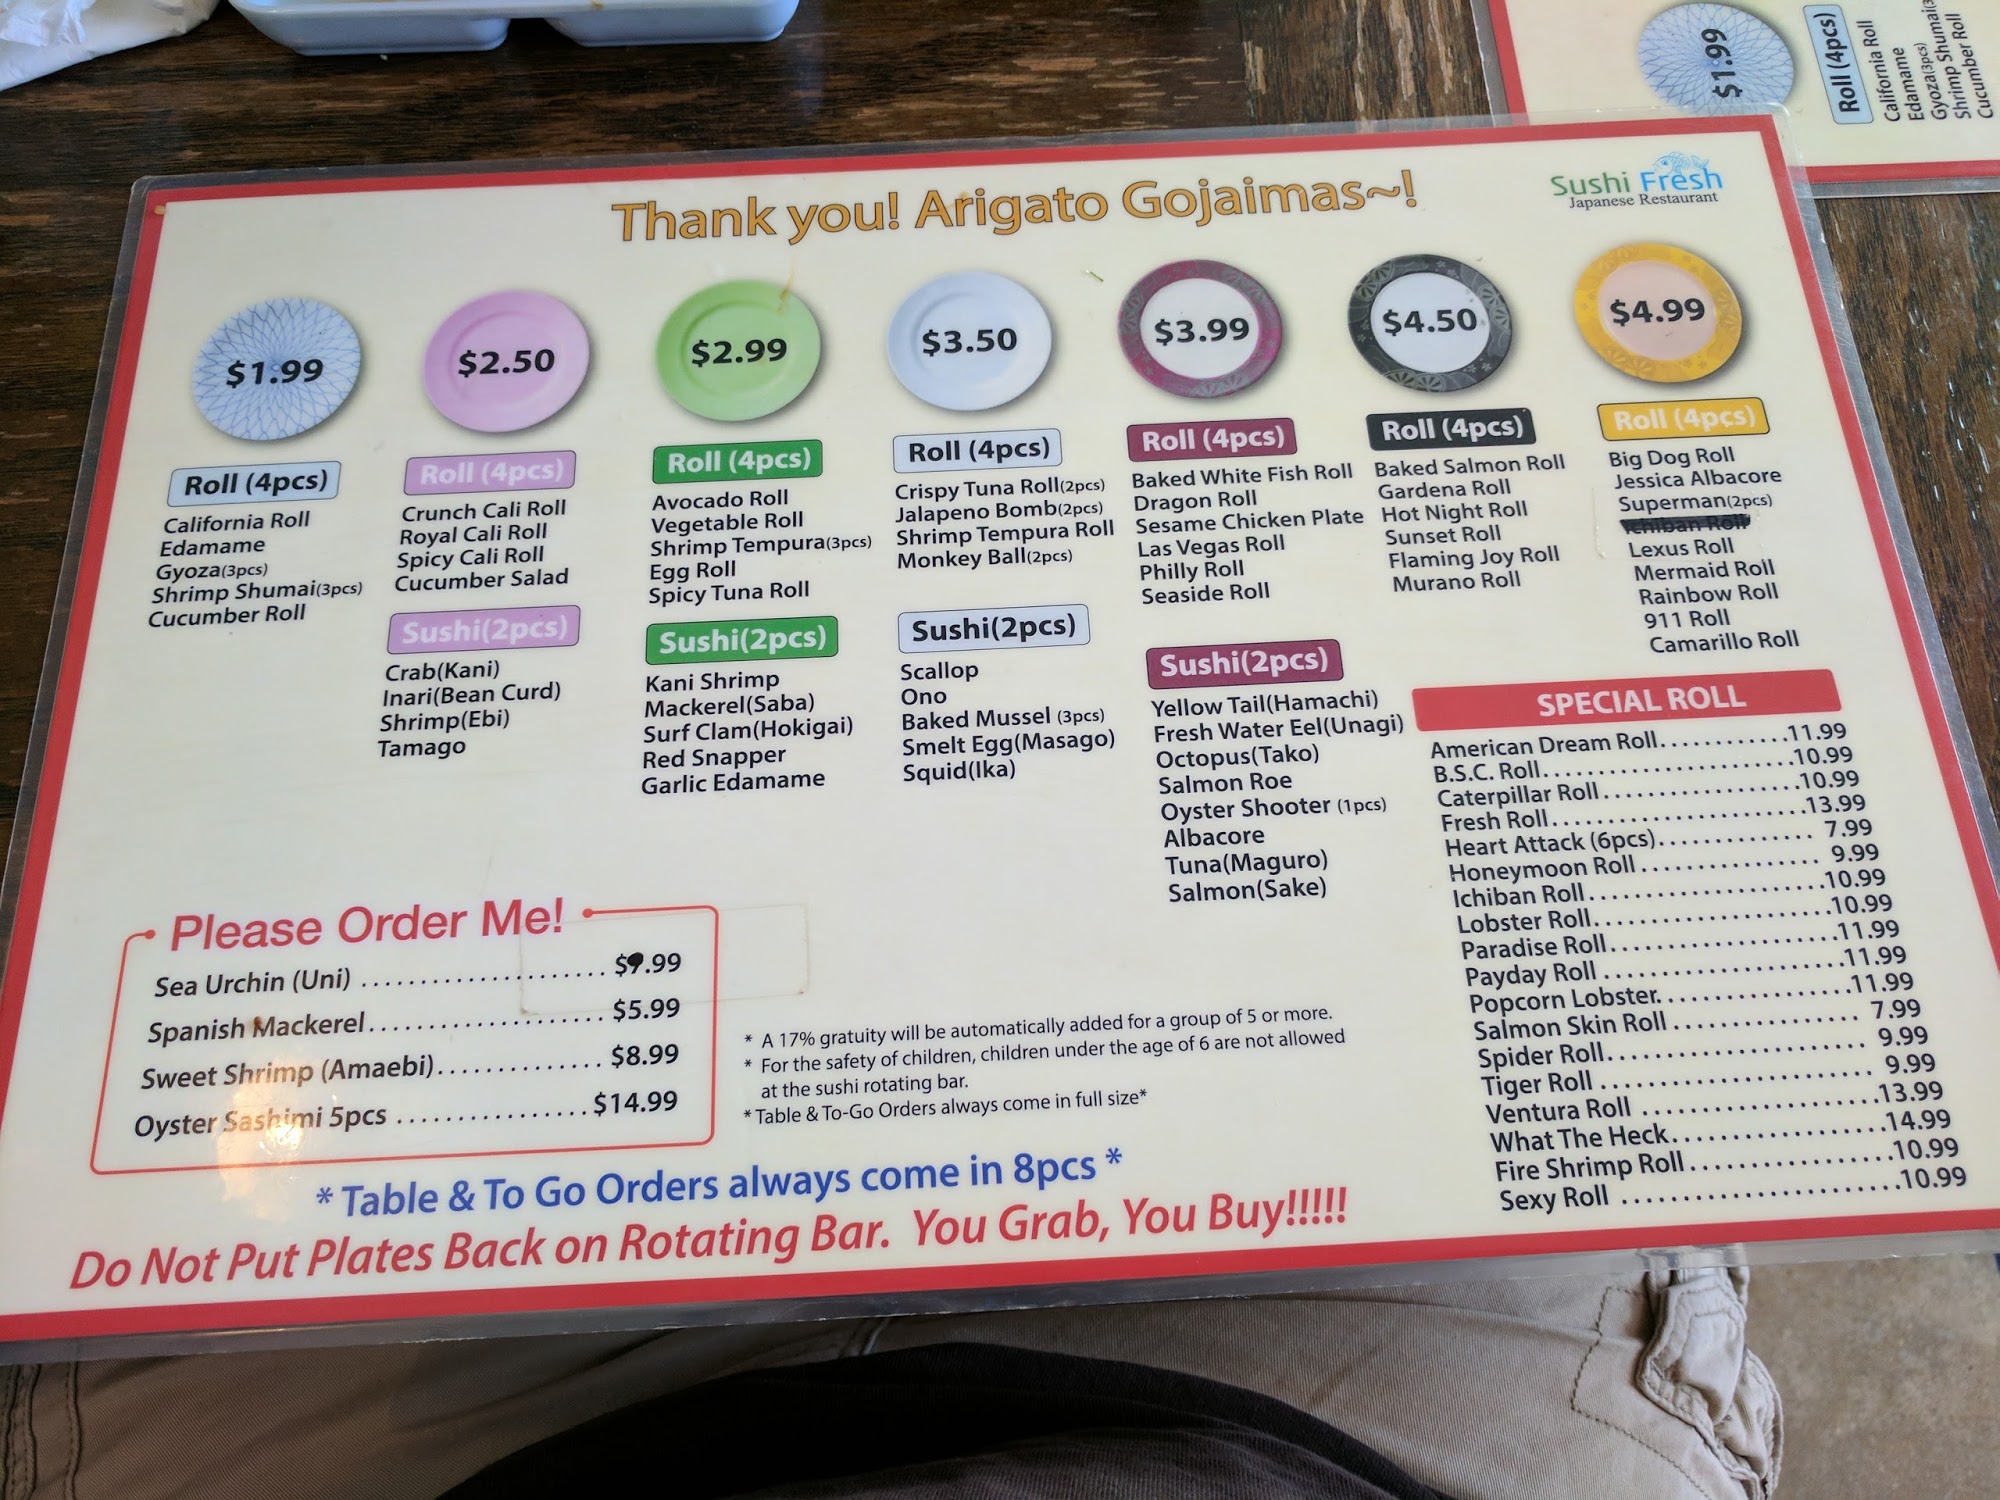 Thank you! Arigato Gojaimas~!
Sushi Fresh
Japanese Restaurant
$1.99
Roll (4pcs)
California Roll
Edamame
Gyoza(3pcs)
Shrimp Shumai(3pcs)
Cucumber Roll
$2.50
Roll (4pcs)
Crunch Cali Roll
Royal Cali Roll
Spicy Cali Roll
Cucumber Salad
Sushi(2pcs)
Crab(Kani)
Inari(Bean Curd)
Shrimp(Ebi)
Tamago
$2.99
Roll (4pcs)
Avocado Roll
Vegetable Roll
Shrimp Tempura(3pcs)
Egg Roll
Spicy Tuna Roll
Sushi(2pcs)
Kani Shrimp
Mackerel(Saba)
Surf Clam(Hokigai)
Red Snapper
Garlic Edamame
$3.50
Roll (4pcs)
Crispy Tuna Roll(2pcs)
Jalapeno Bomb(2pcs)
Shrimp Tempura Roll
Monkey Ball(2pcs)
Sushi(2pcs)
Scallop
Ono
Baked Mussel (3pcs)
Smelt Egg(Masago)
Squid(Ika)
$3.99
Roll (4pcs)
Baked White Fish Roll
Dragon Roll
Sesame Chicken Plate
Las Vegas Roll
Philly Roll
Seaside Roll
Sushi(2pcs)
Yellow Tail(Hamachi)
Fresh Water Eel(Unagi)
Octopus(Tako)
Salmon Roe
Oyster Shooter (1pcs)
Albacore
Tuna(Maguro)
Salmon(Sake)
$4.50
Roll (4pcs)
Baked Salmon Roll
Gardena Roll
Hot Night Roll
Sunset Roll
Flaming Joy Roll
Murano Roll
$4.99
Roll (4pcs)
Big Dog Roll
Jessica Albacore
Superman(2pcs)
Ichiban Roll
Lexus Roll
Mermaid Roll
Rainbow Roll
911 Roll
Camarillo Roll
SPECIAL ROLL
American Dream Roll............11.99
B.S.C. Roll........................10.99
Caterpillar Roll...................10.99
Fresh Roll........................13.99
Heart Attack (6pcs)............... 7.99
Honeymoon Roll................. 9.99
Ichiban Roll......................10.99
Lobster Roll......................10.99
Paradise Roll.....................11.99
Payday Roll......................11.99
Popcorn Lobster.................11.99
Salmon Skin Roll................. 7.99
Spider Roll....................... 9.99
Tiger Roll........................ 9.99
Ventura Roll.....................13.99
What The Heck...................14.99
Fire Shrimp Roll.................10.99
Sexy Roll........................10.99
Please Order Me!
Sea Urchin (Uni) ...................... .99
Spanish Mackerel..................... $5.99
Sweet Shrimp (Amaebi)............... $8.99
Oyster Sashimi 5pcs .................$14.99
* A 17% gratuity will be automatically added for a group of 5 or more.
* For the safety of children, children under the age of 6 are not allowed
at the sushi rotating bar.
*Table & To-Go Orders always come in full size*
* Table & To Go Orders always come in 8pcs *
Do Not Put Plates Back on Rotating Bar. You Grab, You Buy!!!!!
$1.99
Roll (4pcs)
California Roll
Edamame
Gyoza(3pcs)
Shrimp Shumai(3
Cucumber Roll